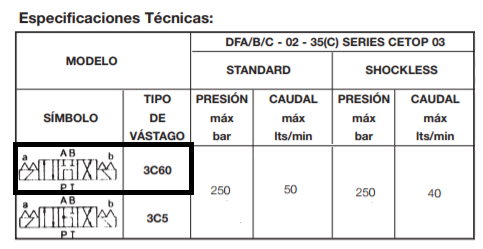 Especificaciones Técnicas:
DFA/B/C - 02 - 35(C) SERIES CETOP 03
MODELO
STANDARD
SHOCKLESS
SÍMBOLO
TIPO DE VÁSTAGO
PRESIÓN máx bar
CAUDAL máx lts/min
PRESIÓN máx bar
CAUDAL máx lts/min
a A B b
P T
3C60
250
50
250
40
a A B b
P T
3C5